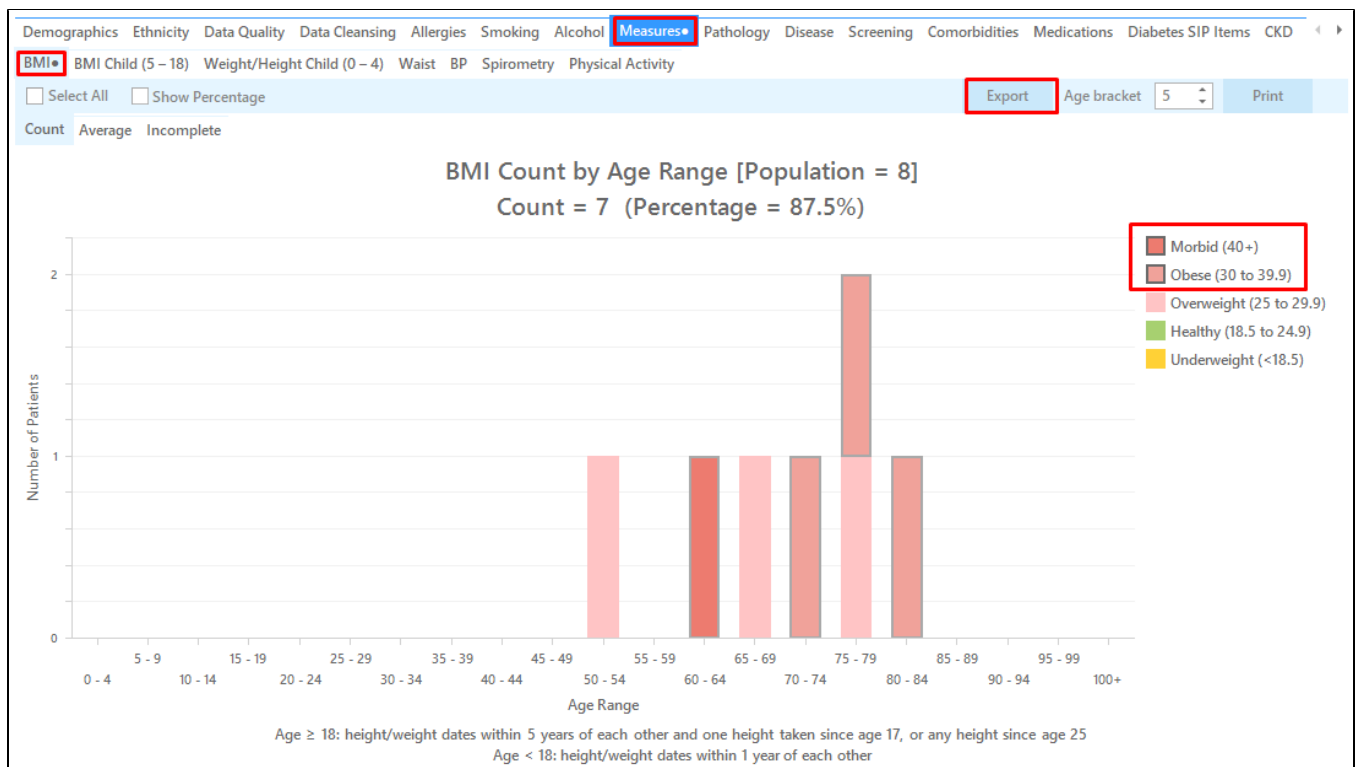 Demographics Ethnicity Data Quality Data Cleansing Allergies Smoking Alcohol Measures• Pathology Disease Screening Comorbidities Medications Diabetes SIP Items CKD
BMI• BMI Child (5 – 18) Weight/Height Child (0 – 4) Waist BP Spirometry Physical Activity
Select All Show Percentage Export Age bracket 5 Print
Count Average Incomplete
BMI Count by Age Range [Population = 8]
Count = 7 (Percentage = 87.5%)
Morbid (40+)
Obese (30 to 39.9)
Overweight (25 to 29.9)
Healthy (18.5 to 24.9)
Underweight (<18.5)
Number of Patients
2
1
0
5 - 9 15 - 19 25 - 29 35 - 39 45 - 49 55 - 59 65 - 69 75 - 79 85 - 89 95 - 99
0 - 4 10 - 14 20 - 24 30 - 34 40 - 44 50 - 54 60 - 64 70 - 74 80 - 84 90 - 94 100+
Age Range
Age ≥ 18: height/weight dates within 5 years of each other and one height taken since age 17, or any height since age 25
Age < 18: height/weight dates within 1 year of each other